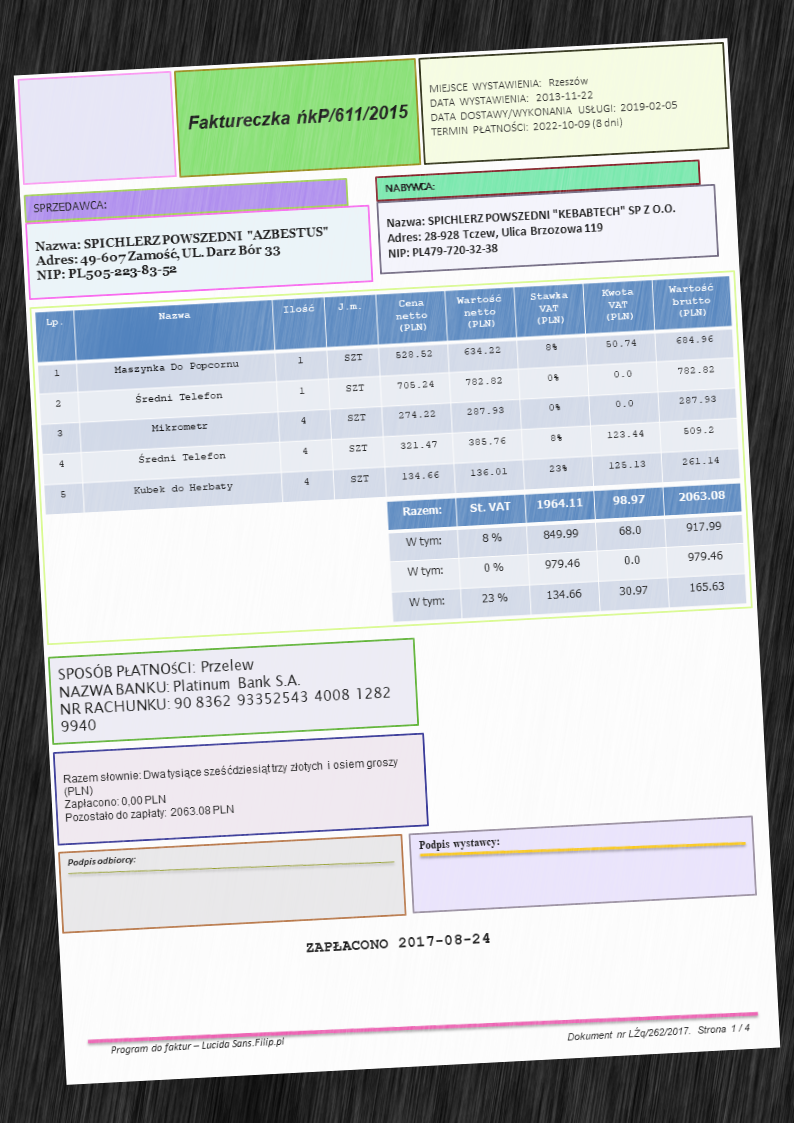 Faktureczka ńkP/611/2015
MIEJSCE WYSTAWIENIA: Rzeszów
DATA WYSTAWIENIA: 2013-11-22
DATA DOSTAWY/WYKONANIA USŁUGI: 2019-02-05
TERMIN PŁATNOŚCI: 2022-10-09 (8 dni)
SPRZEDAWCA:
Nazwa: SPICHLERZ POWSZEDNI "AZBESTUS"
Adres: 49-607 Zamość, UL. Darz Bór 33
NIP: PL505-223-83-52
NABYWCA:
Nazwa: SPICHLERZ POWSZEDNI "KEBABTECH" SP Z O.O.
Adres: 28-928 Tczew, Ulica Brzozowa 119
NIP: PL479-720-32-38
Lp. Nazwa Ilość J.m. Cena netto (PLN) Wartość netto (PLN) Stawka VAT (PLN) Kwota VAT (PLN) Wartość brutto (PLN)
1 Maszynka Do Popcornu 1 SZT 528.52 634.22 8% 50.74 684.96
2 Średni Telefon 1 SZT 705.24 782.82 0% 0.0 782.82
3 Mikrometr 4 SZT 274.22 287.93 0% 0.0 287.93
4 Średni Telefon 4 SZT 321.47 385.76 8% 123.44 509.2
5 Kubek do Herbaty 4 SZT 134.66 136.01 23% 125.13 261.14
Razem: St. VAT 1964.11 98.97 2063.08
W tym: 8 % 849.99 68.0 917.99
W tym: 0 % 979.46 0.0 979.46
W tym: 23 % 134.66 30.97 165.63
SPOSÓB PŁATNOŚCI: Przelew
NAZWA BANKU: Platinum Bank S.A.
NR RACHUNKU: 90 8362 93352543 4008 1282
9940
Razem słownie: Dwa tysiące sześćdziesiąt trzy złotych i osiem groszy
(PLN)
Zapłacono: 0,00 PLN
Pozostało do zapłaty: 2063.08 PLN
Podpis odbiorcy:
Podpis wystawcy:
ZAPŁACONO 2017-08-24
Program do faktur – Lucida Sans.Filip.pl
Dokument nr LŻq/262/2017. Strona 1 / 4